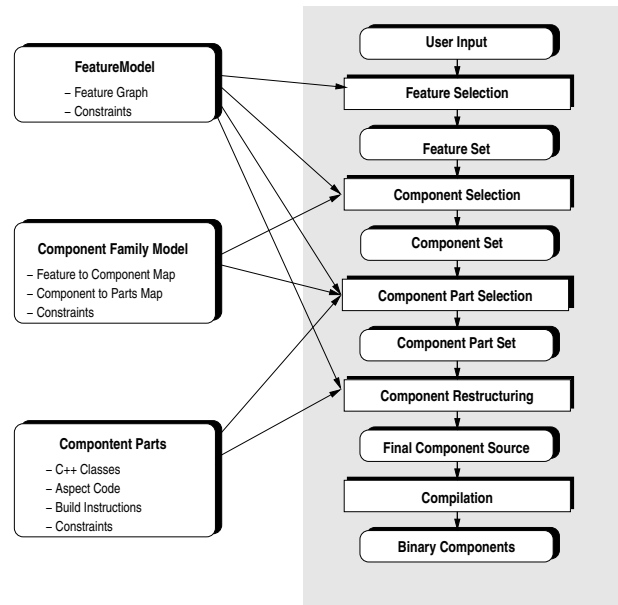 FeatureModel
– Feature Graph
– Constraints
Component Family Model
– Feature to Component Map
– Component to Parts Map
– Constraints
Compontent Parts
– C++ Classes
– Aspect Code
– Build Instructions
– Constraints
User Input
Feature Selection
Feature Set
Component Selection
Component Set
Component Part Selection
Component Part Set
Component Restructuring
Final Component Source
Compilation
Binary Components